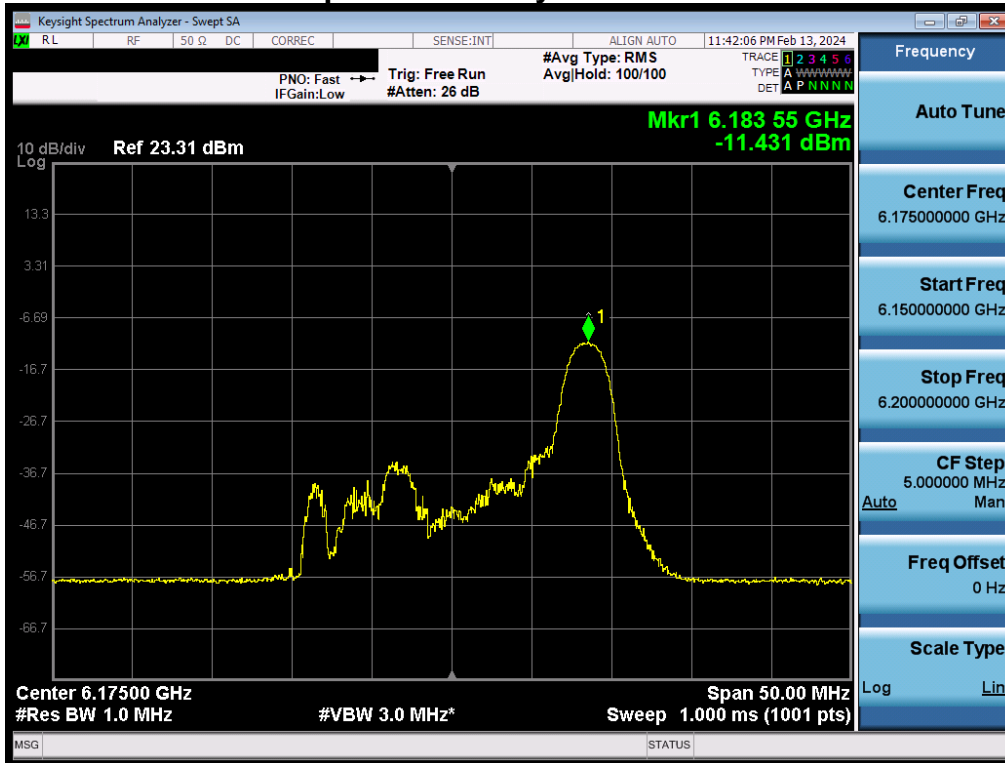 Keysight Spectrum Analyzer - Swept SA
LXI RL RF 50 Ω DC CORREC SENSE:INT ALIGN AUTO 11:42:06 PM Feb 13, 2024
PNO: Fast
IFGain:Low
Trig: Free Run
#Atten: 26 dB
#Avg Type: RMS
Avg|Hold: 100/100
TRACE 1 2 3 4 5 6
TYPE A WWWWW
DET A P N N N N
Mkr1 6.183 55 GHz
-11.431 dBm
10 dB/div Ref 23.31 dBm
Log
13.3
3.31
-6.69
-16.7
-26.7
-36.7
-46.7
-56.7
-66.7
1
Center 6.17500 GHz Span 50.00 MHz
#Res BW 1.0 MHz #VBW 3.0 MHz* Sweep 1.000 ms (1001 pts)
MSG STATUS
Frequency
Auto Tune
Center Freq
6.175000000 GHz
Start Freq
6.150000000 GHz
Stop Freq
6.200000000 GHz
CF Step
5.000000 MHz
Auto Man
Freq Offset
0 Hz
Scale Type
Log Lin